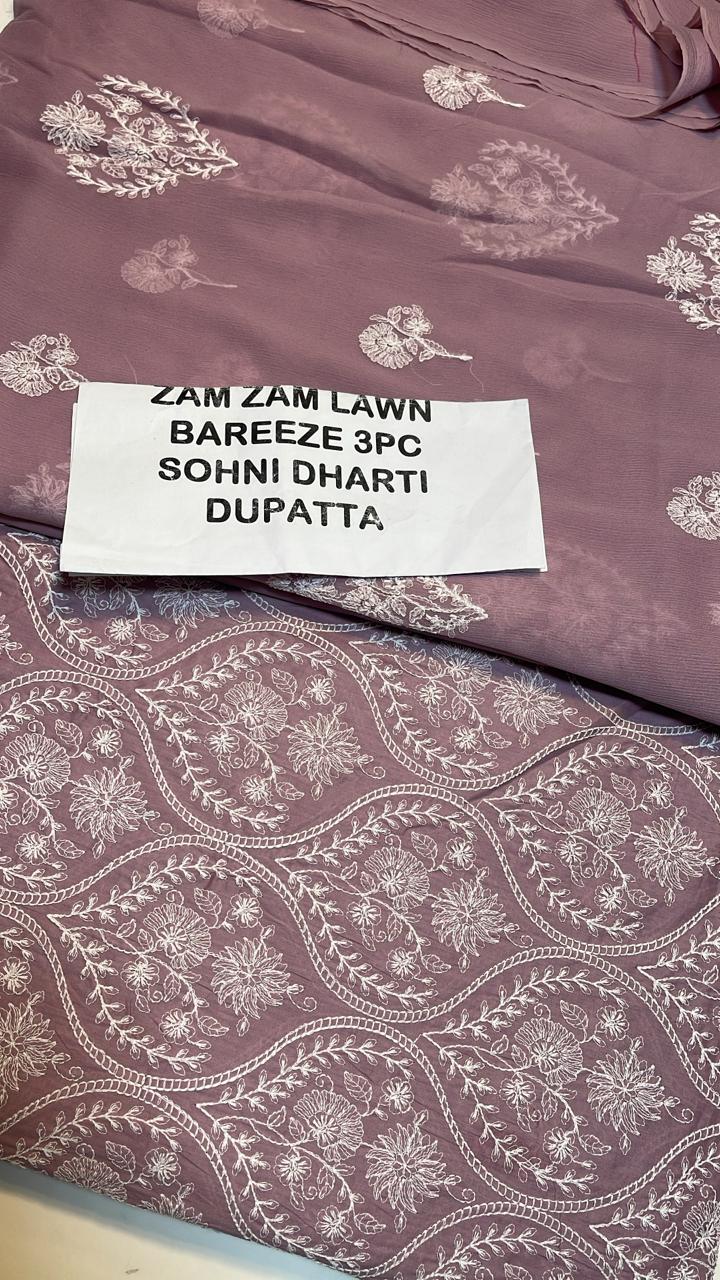 ZAM ZAM LAWN
BAREEZE 3PC
SOHNI DHARTI
DUPATTA